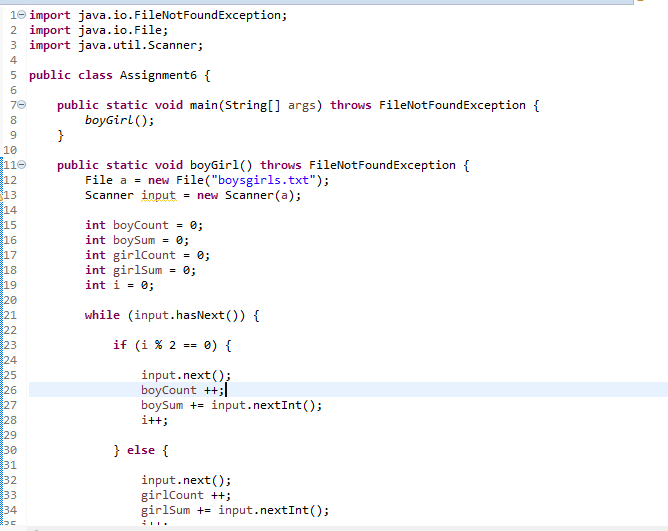 1 import java.io.FileNotFoundException;
2 import java.io.File;
3 import java.util.Scanner;
4
5 public class Assignment6 {
6
7     public static void main(String[] args) throws FileNotFoundException {
8         boyGirl();
9     }
10
11     public static void boyGirl() throws FileNotFoundException {
12         File a = new File("boysgirls.txt");
13         Scanner input = new Scanner(a);
14
15         int boyCount = 0;
16         int boySum = 0;
17         int girlCount = 0;
18         int girlSum = 0;
19         int i = 0;
20
21         while (input.hasNext()) {
22
23             if (i % 2 == 0) {
24
25                 input.next();
26                 boyCount ++;
27                 boySum += input.nextInt();
28                 i++;
29
30             } else {
31
32                 input.next();
33                 girlCount ++;
34                 girlSum += input.nextInt();